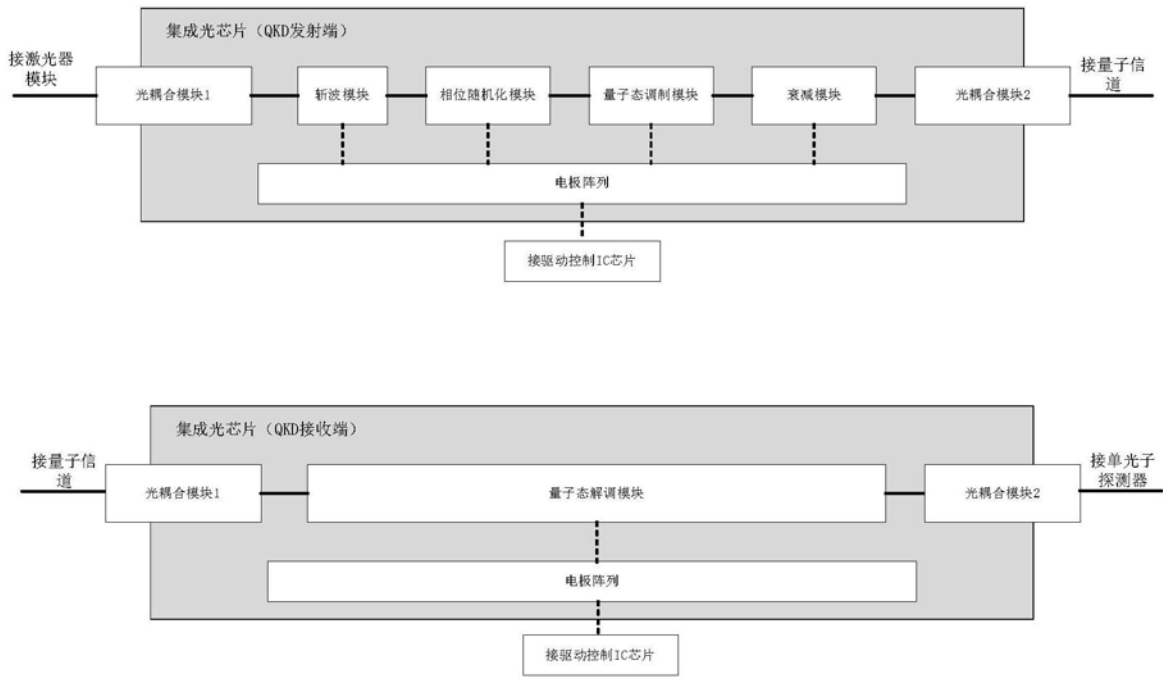 集成光芯片（QKD发射端）
接激光器
模块
接量子信
道
光耦合模块1
斩波模块
相位随机化模块
量子态调制模块
衰减模块
光耦合模块2
电极阵列
接驱动控制IC芯片
集成光芯片（QKD接收端）
接量子信
道
接单光子
探测器
光耦合模块1
量子态解调模块
光耦合模块2
电极阵列
接驱动控制IC芯片